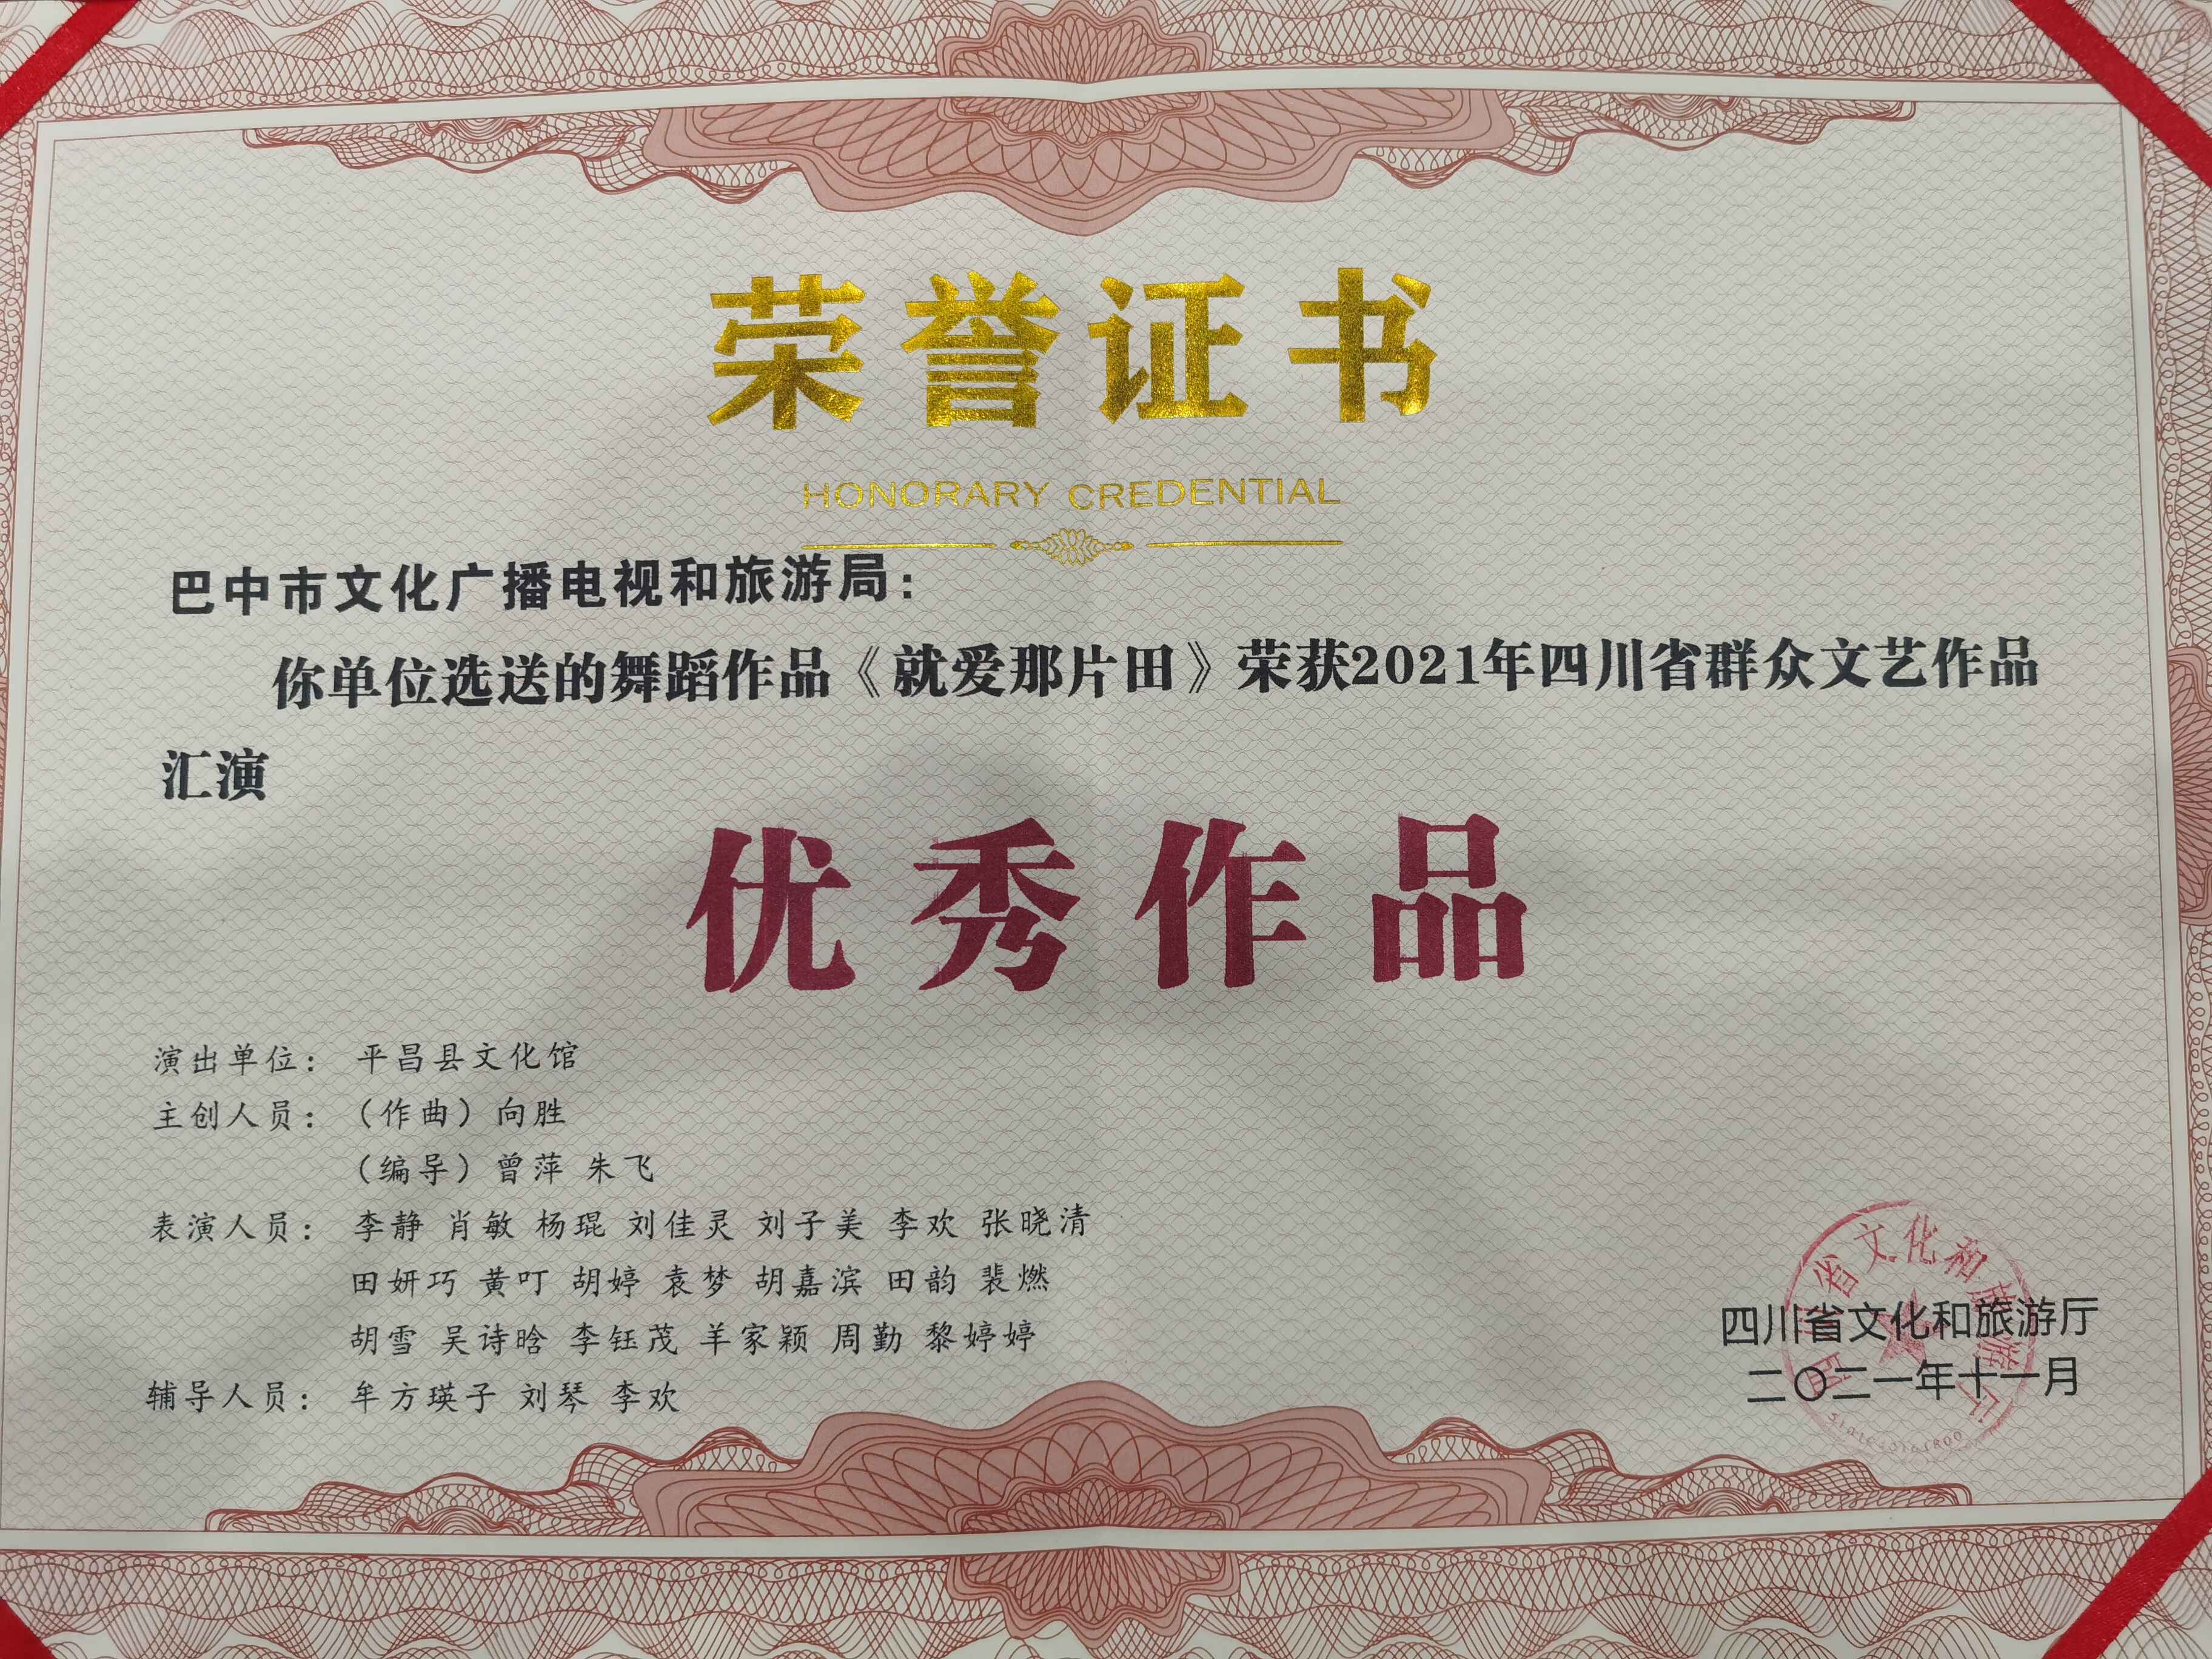 荣誉证书
HONORARY CREDENTIAL
巴中市文化广播电视和旅游局：
你单位选送的舞蹈作品《就爱那片田》荣获2021年四川省群众文艺作品
汇演
优秀作品
演出单位： 平昌县文化馆
主创人员： （作曲）向胜
（编导）曾萍 朱飞
表演人员： 李静 肖敏 杨琨 刘佳灵 刘子美 李欢 张晓清
田妍巧 黄叮 胡婷 袁梦 胡嘉滨 田韵 裴燃
胡雪 吴诗晗 李钰茂 羊家颖 周勤 黎婷婷
辅导人员： 牟方瑛子 刘琴 李欢
四川省文化和旅游厅
二〇二一年十一月
省文化和旅游厅